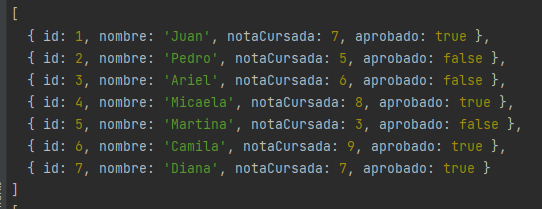 [
{ id: 1, nombre: 'Juan', notaCursada: 7, aprobado: true },
{ id: 2, nombre: 'Pedro', notaCursada: 5, aprobado: false },
{ id: 3, nombre: 'Ariel', notaCursada: 6, aprobado: false },
{ id: 4, nombre: 'Micaela', notaCursada: 8, aprobado: true },
{ id: 5, nombre: 'Martina', notaCursada: 3, aprobado: false },
{ id: 6, nombre: 'Camila', notaCursada: 9, aprobado: true },
{ id: 7, nombre: 'Diana', notaCursada: 7, aprobado: true }
]